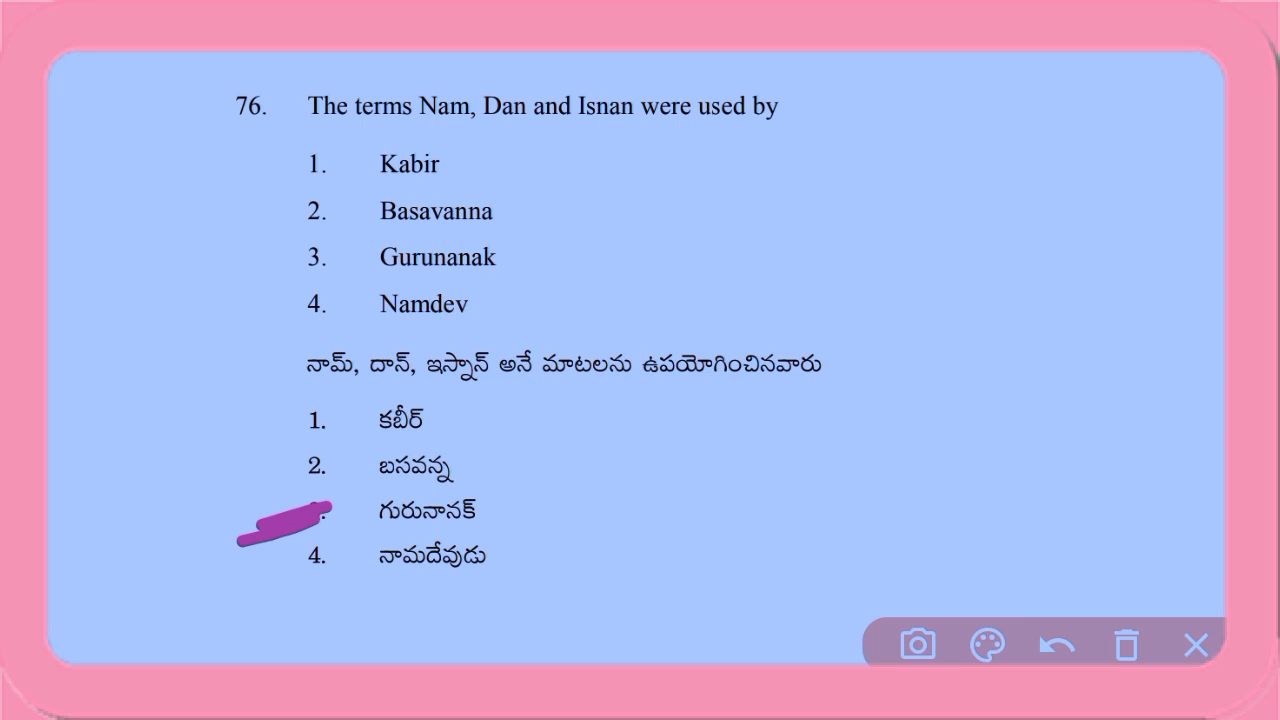 76. The terms Nam, Dan and Isnan were used by
1. Kabir
2. Basavanna
3. Gurunanak
4. Namdev
నామ్, దాన్, ఇస్నాన్ అనే మాటలను ఉపయోగించినవారు
1. కబీర్
2. బసవన్న
గురునానక్
4. నామదేవుడు